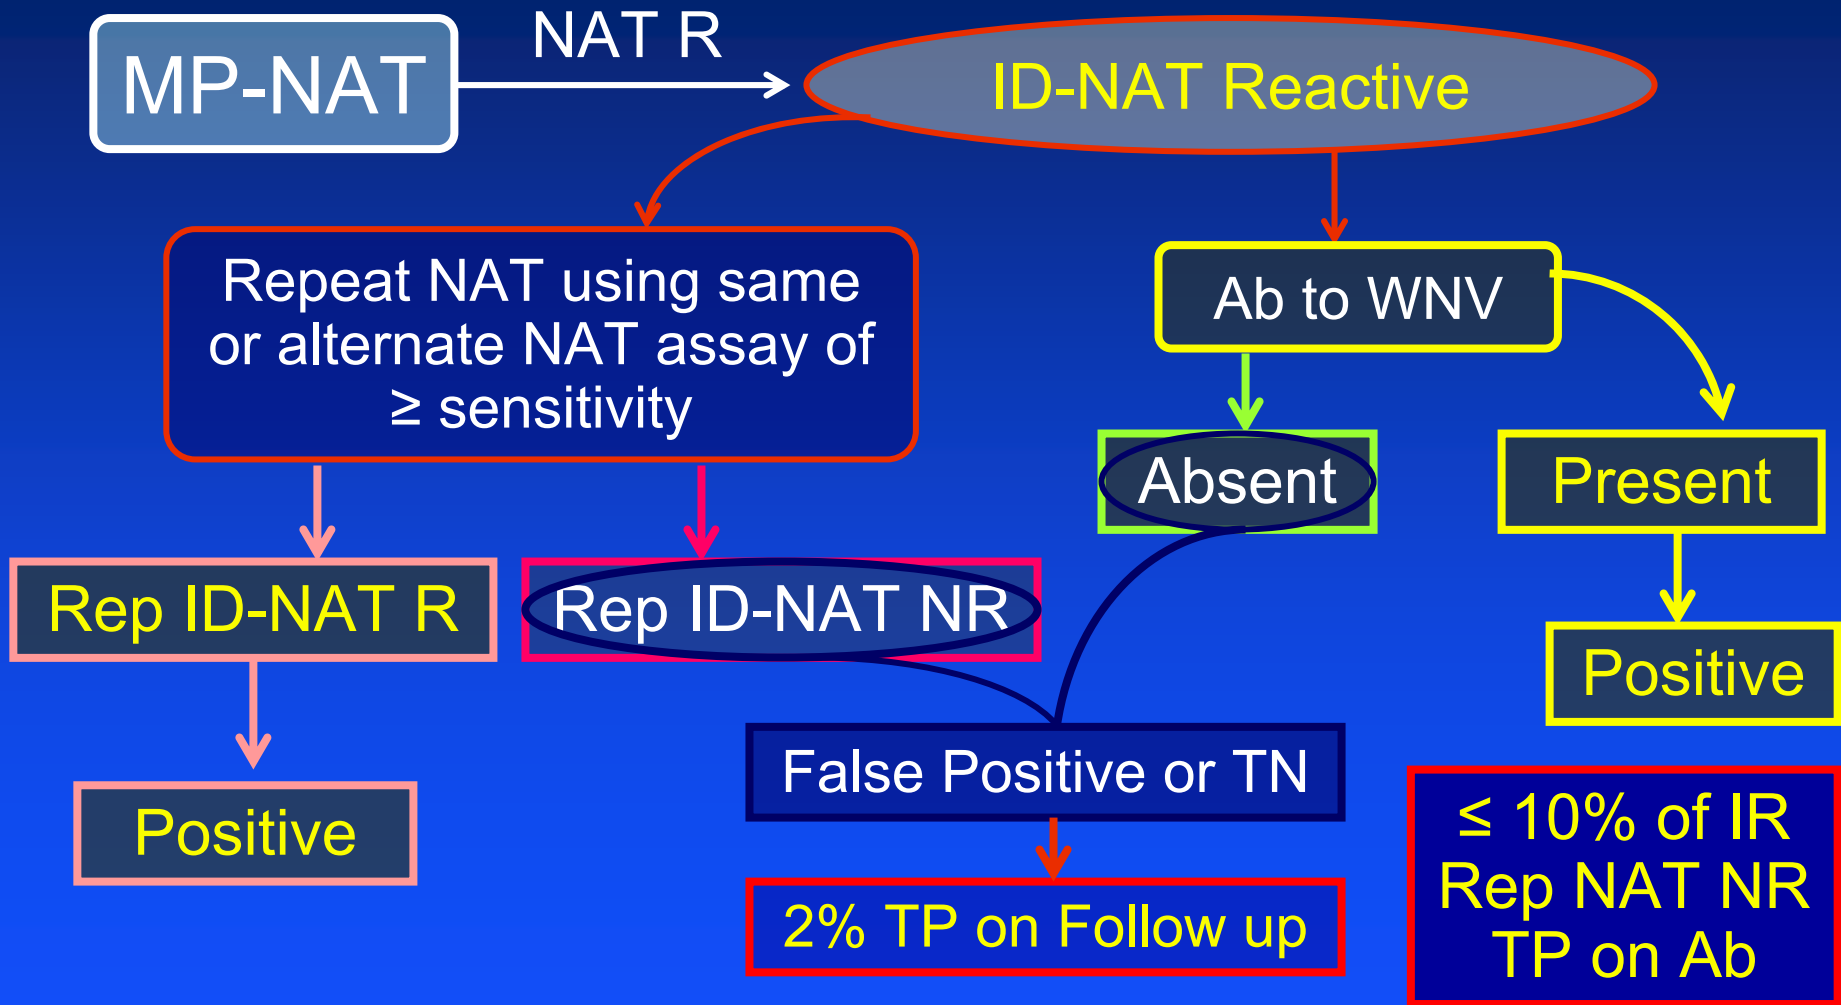 MP-NAT
NAT R
ID-NAT Reactive
Repeat NAT using same
or alternate NAT assay of
≥ sensitivity
Ab to WNV
Absent
Present
Rep ID-NAT R
Rep ID-NAT NR
Positive
False Positive or TN
Positive
2% TP on Follow up
≤ 10% of IR
Rep NAT NR
TP on Ab